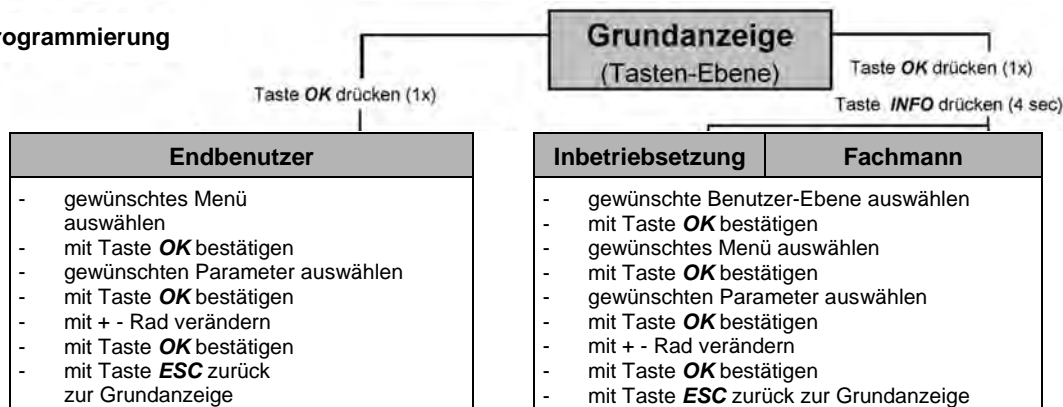 rogrammierung
Grundanzeige
(Tasten-Ebene)
Taste OK drücken (1x)
Taste OK drücken (1x)
Taste INFO drücken (4 sec)
Endbenutzer
- gewünschtes Menü
auswählen
- mit Taste OK bestätigen
- gewünschten Parameter auswählen
- mit Taste OK bestätigen
- mit + - Rad verändern
- mit Taste OK bestätigen
- mit Taste ESC zurück
zur Grundanzeige
Inbetriebsetzung Fachmann
- gewünschte Benutzer-Ebene auswählen
- mit Taste OK bestätigen
- gewünschtes Menü auswählen
- mit Taste OK bestätigen
- gewünschten Parameter auswählen
- mit Taste OK bestätigen
- mit + - Rad verändern
- mit Taste OK bestätigen
- mit Taste ESC zurück zur Grundanzeige